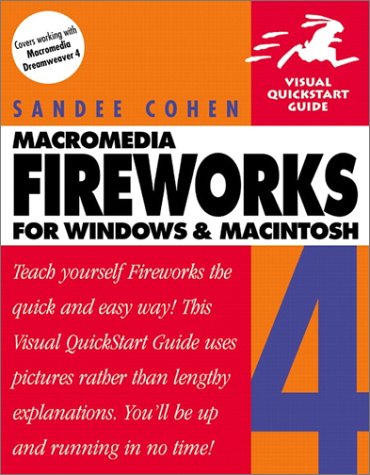 Covers working with
Macromedia
Dreamweaver 4
VISUAL
QUICKSTART
GUIDE
SANDEE COHEN
MACROMEDIA
FIREWORKS
FOR WINDOWS & MACINTOSH
4
Teach yourself Fireworks the
quick and easy way! This
Visual QuickStart Guide uses
pictures rather than lengthy
explanations. You'll be up
and running in no time!